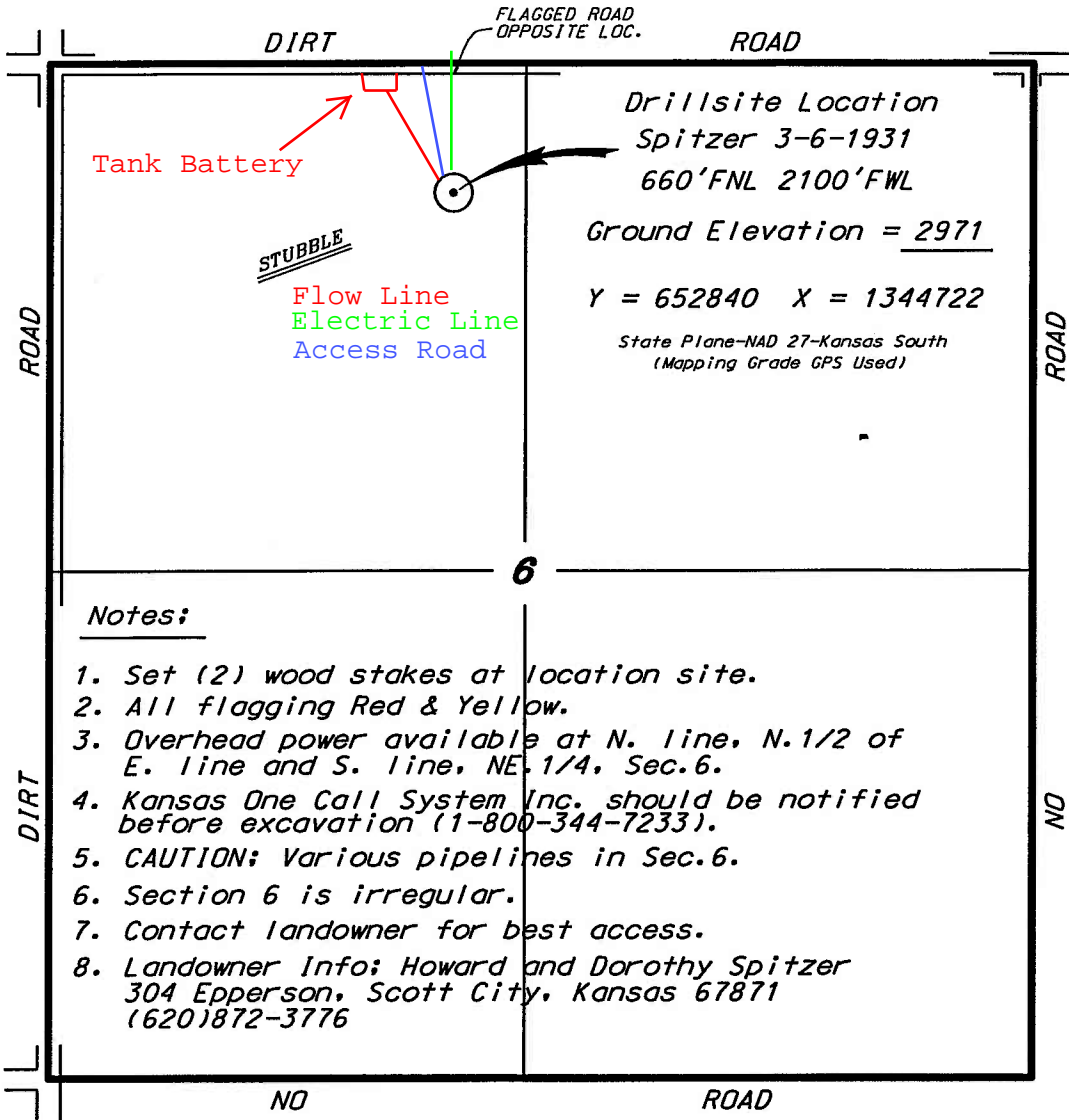 FLAGGED ROAD
OPPOSITE LOC.
DIRT
ROAD
Drillsite Location
Spitzer 3-6-1931
660'FNL 2100'FWL
Tank Battery
Ground Elevation = 2971
STUBBLE
Flow Line
Electric Line
Access Road
Y = 652840 X = 1344722
State Plane-NAD 27-Kansas South
(Mapping Grade GPS Used)
ROAD
ROAD
6
Notes:
1. Set (2) wood stakes at location site.
2. All flagging Red & Yellow.
3. Overhead power available at N. line, N.1/2 of
E. line and S. line, NE.1/4, Sec.6.
4. Kansas One Call System Inc. should be notified
before excavation (1-800-344-7233).
5. CAUTION: Various pipelines in Sec.6.
6. Section 6 is irregular.
7. Contact landowner for best access.
8. Landowner Info: Howard and Dorothy Spitzer
304 Epperson, Scott City, Kansas 67871
(620)872-3776
DIRT
NO
NO
ROAD